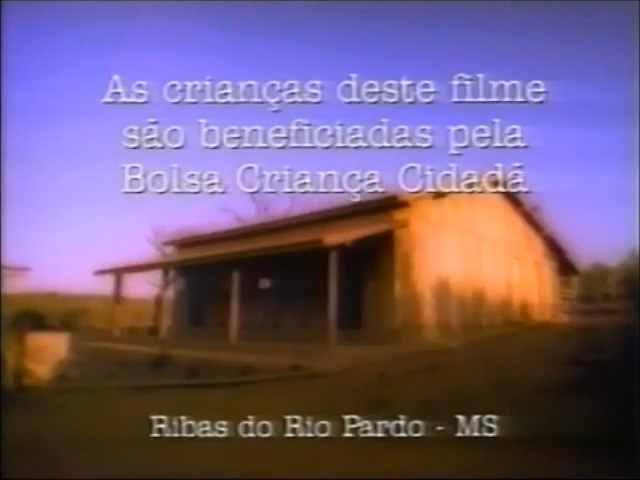 As crianças deste filme
são beneficiadas pela
Bolsa Criança Cidadã
Ribas do Rio Pardo - MS